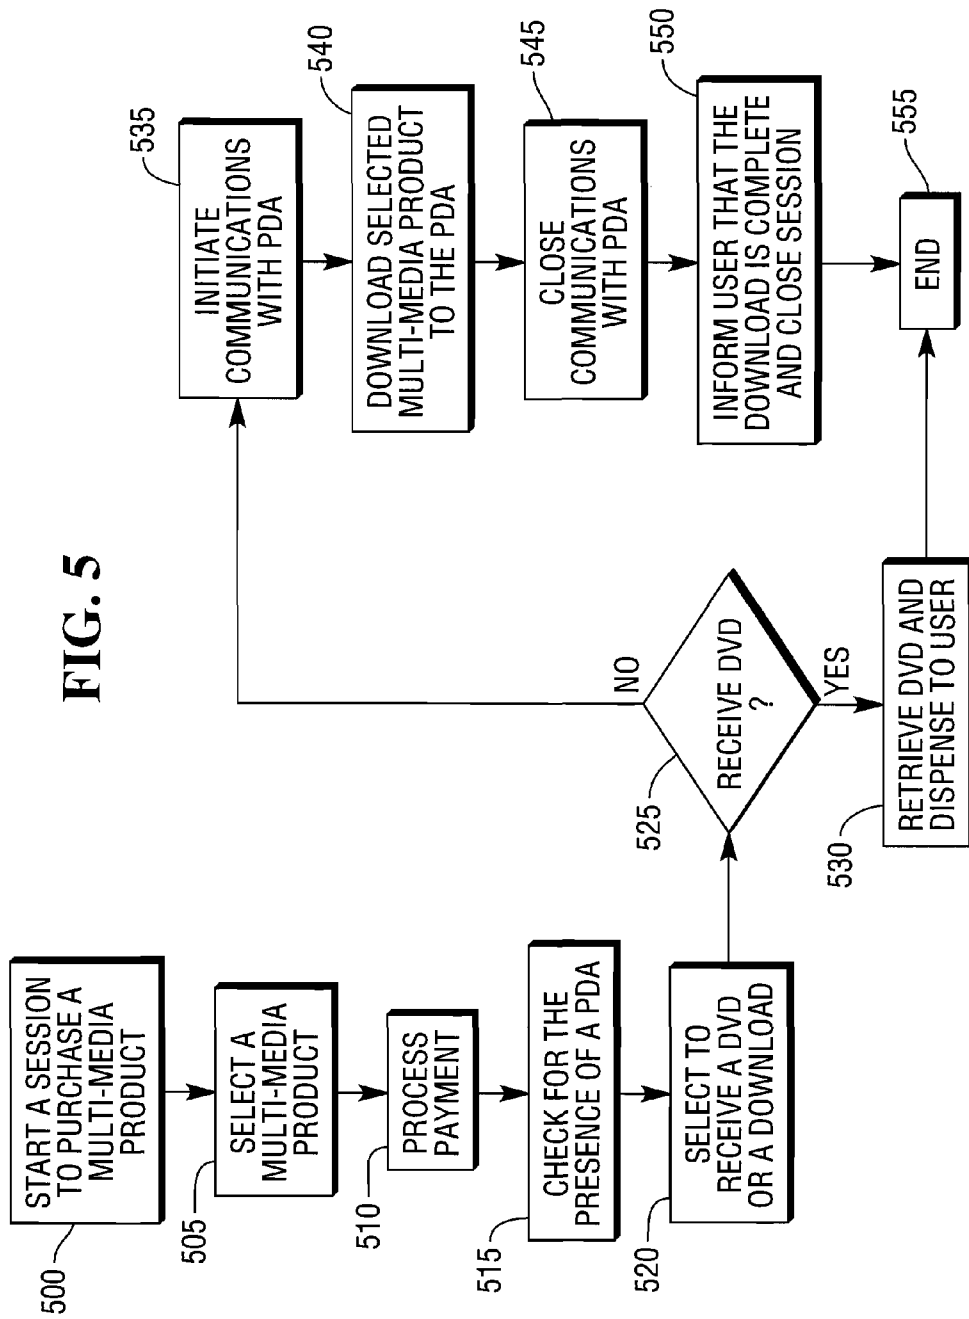 FIG. 5
500
START A SESSION
TO PURCHASE A
MULTI-MEDIA
PRODUCT
505
SELECT A
MULTI-MEDIA
PRODUCT
510
PROCESS
PAYMENT
515
CHECK FOR THE
PRESENCE OF A PDA
520
SELECT TO
RECEIVE A DVD
OR A DOWNLOAD
525
RECEIVE DVD
?
NO
YES
530
RETRIEVE DVD AND
DISPENSE TO USER
535
INITIATE
COMMUNICATIONS
WITH PDA
540
DOWNLOAD SELECTED
MULTI-MEDIA PRODUCT
TO THE PDA
545
CLOSE
COMMUNICATIONS
WITH PDA
550
INFORM USER THAT THE
DOWNLOAD IS COMPLETE
AND CLOSE SESSION
555
END